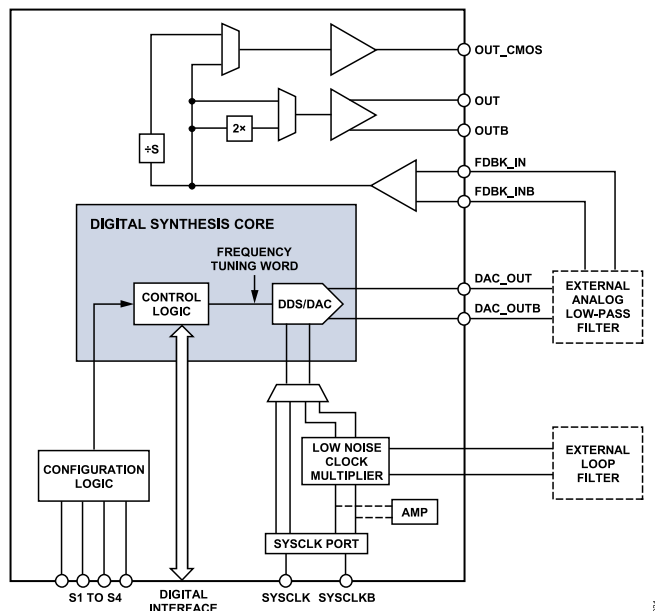 OUT_CMOS
OUT
2×
OUTB
÷S
FDBK_IN
FDBK_INB
DIGITAL SYNTHESIS CORE
FREQUENCY
TUNING WORD
DAC_OUT
DAC_OUTB
CONTROL
LOGIC
DDS/DAC
EXTERNAL
ANALOG
LOW-PASS
FILTER
LOW NOISE
CLOCK
MULTIPLIER
EXTERNAL
LOOP
FILTER
CONFIGURATION
LOGIC
AMP
SYSCLK PORT
S1 TO S4
DIGITAL
INTERFACE
SYSCLK
SYSCLKB